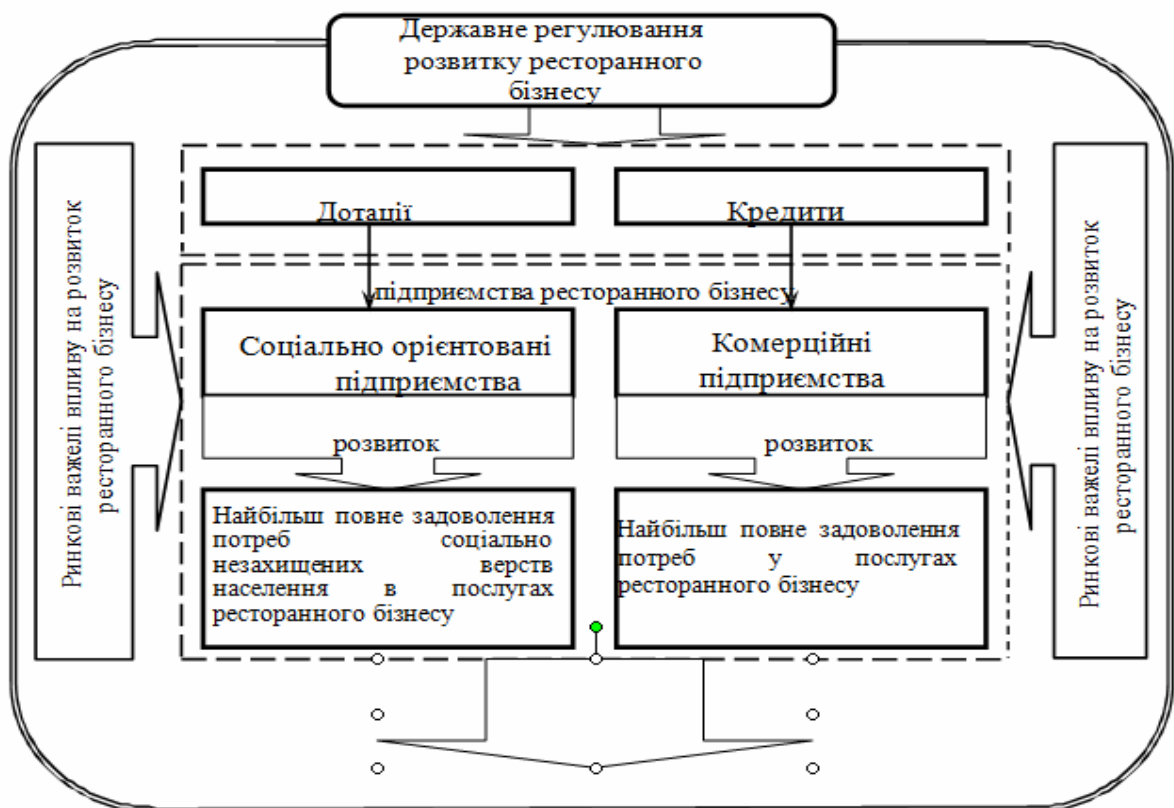 Державне регулювання
розвитку ресторанного
бізнесу
Дотації
Кредити
підприємства ресторанного бізнесу
Соціально орієнтовані
підприємства
Комерційні
підприємства
розвиток
розвиток
Найбільш повне задоволення
потреб соціально
незахищених верств
населення в послугах
ресторанного бізнесу
Найбільш повне задоволення
потреб у послугах
ресторанного бізнесу
Ринкові важелі впливу на розвиток
ресторанного бізнесу
Ринкові важелі впливу на розвиток
ресторанного бізнесу